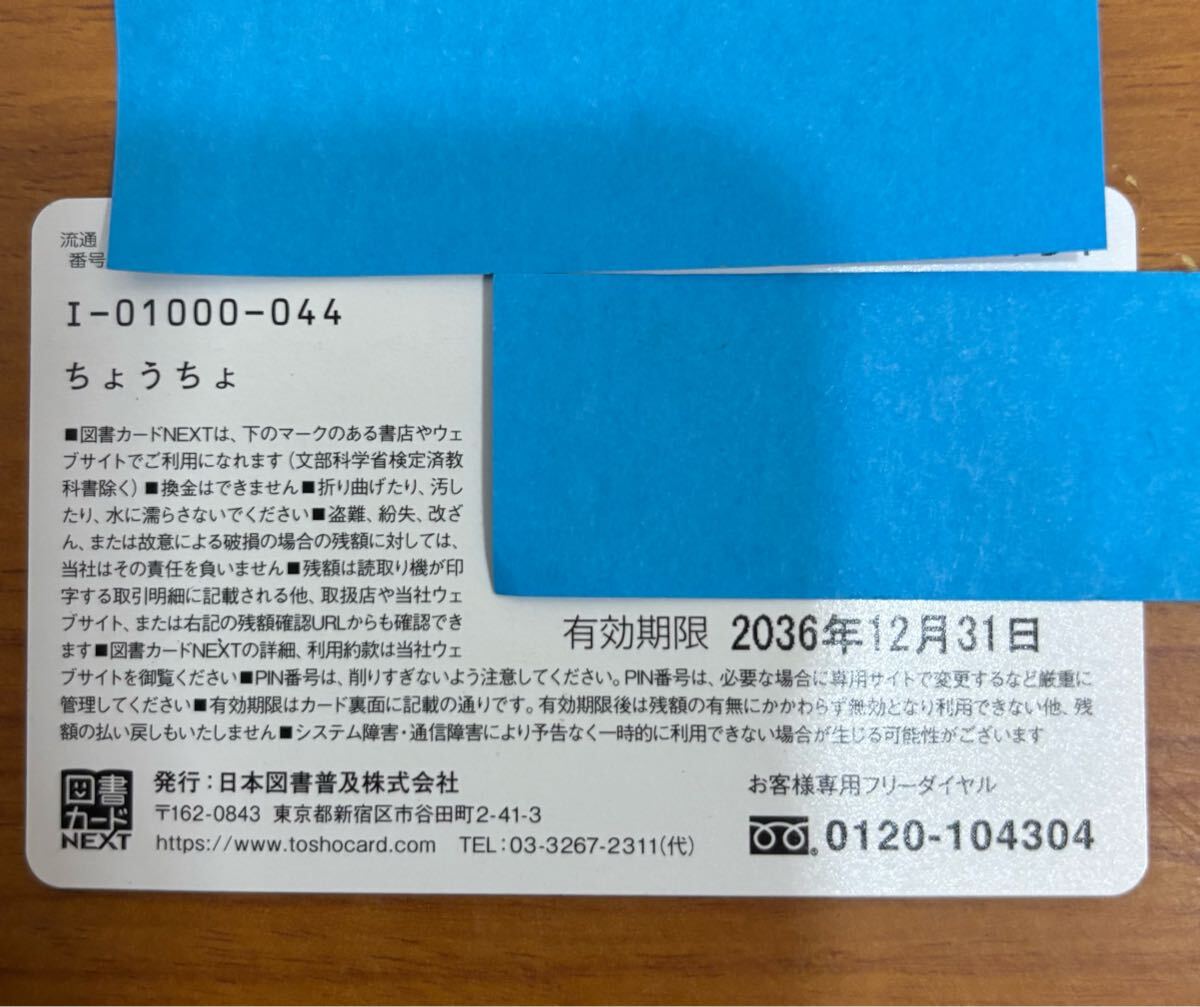 流通
番号
I-01000-044
ちょうちょ
■図書カードNEXTは、下のマークのある書店やウェ
ブサイトでご利用になれます（文部科学省検定済教
科書除く）■換金はできません■折り曲げたり、汚し
たり、水に濡らさないでください■盗難、紛失、改ざ
ん、または故意による破損の場合の残額に対しては、
当社はその責任を負いません■残額は読取り機が印
字する取引明細に記載される他、取扱店や当社ウェ
ブサイト、または右記の残額確認URLからも確認でき
ます■図書カードNEXTの詳細、利用約款は当社ウェ
有効期限 2036年12月31日
ブサイトを御覧ください■PIN番号は、削りすぎないよう注意してください。PIN番号は、必要な場合に専用サイトで変更するなど厳重に
管理してください■有効期限はカード裏面に記載の通りです。有効期限後は残額の有無にかかわらず無効となり利用できない他、残
額の払い戻しもいたしません■システム障害・通信障害により予告なく一時的に利用できない場合が生じる可能性がございます
図書
カード
NEXT
発行：日本図書普及株式会社
〒162-0843 東京都新宿区市谷田町2-41-3
https://www.toshocard.com TEL：03-3267-2311（代）
お客様専用フリーダイヤル
0120-104304